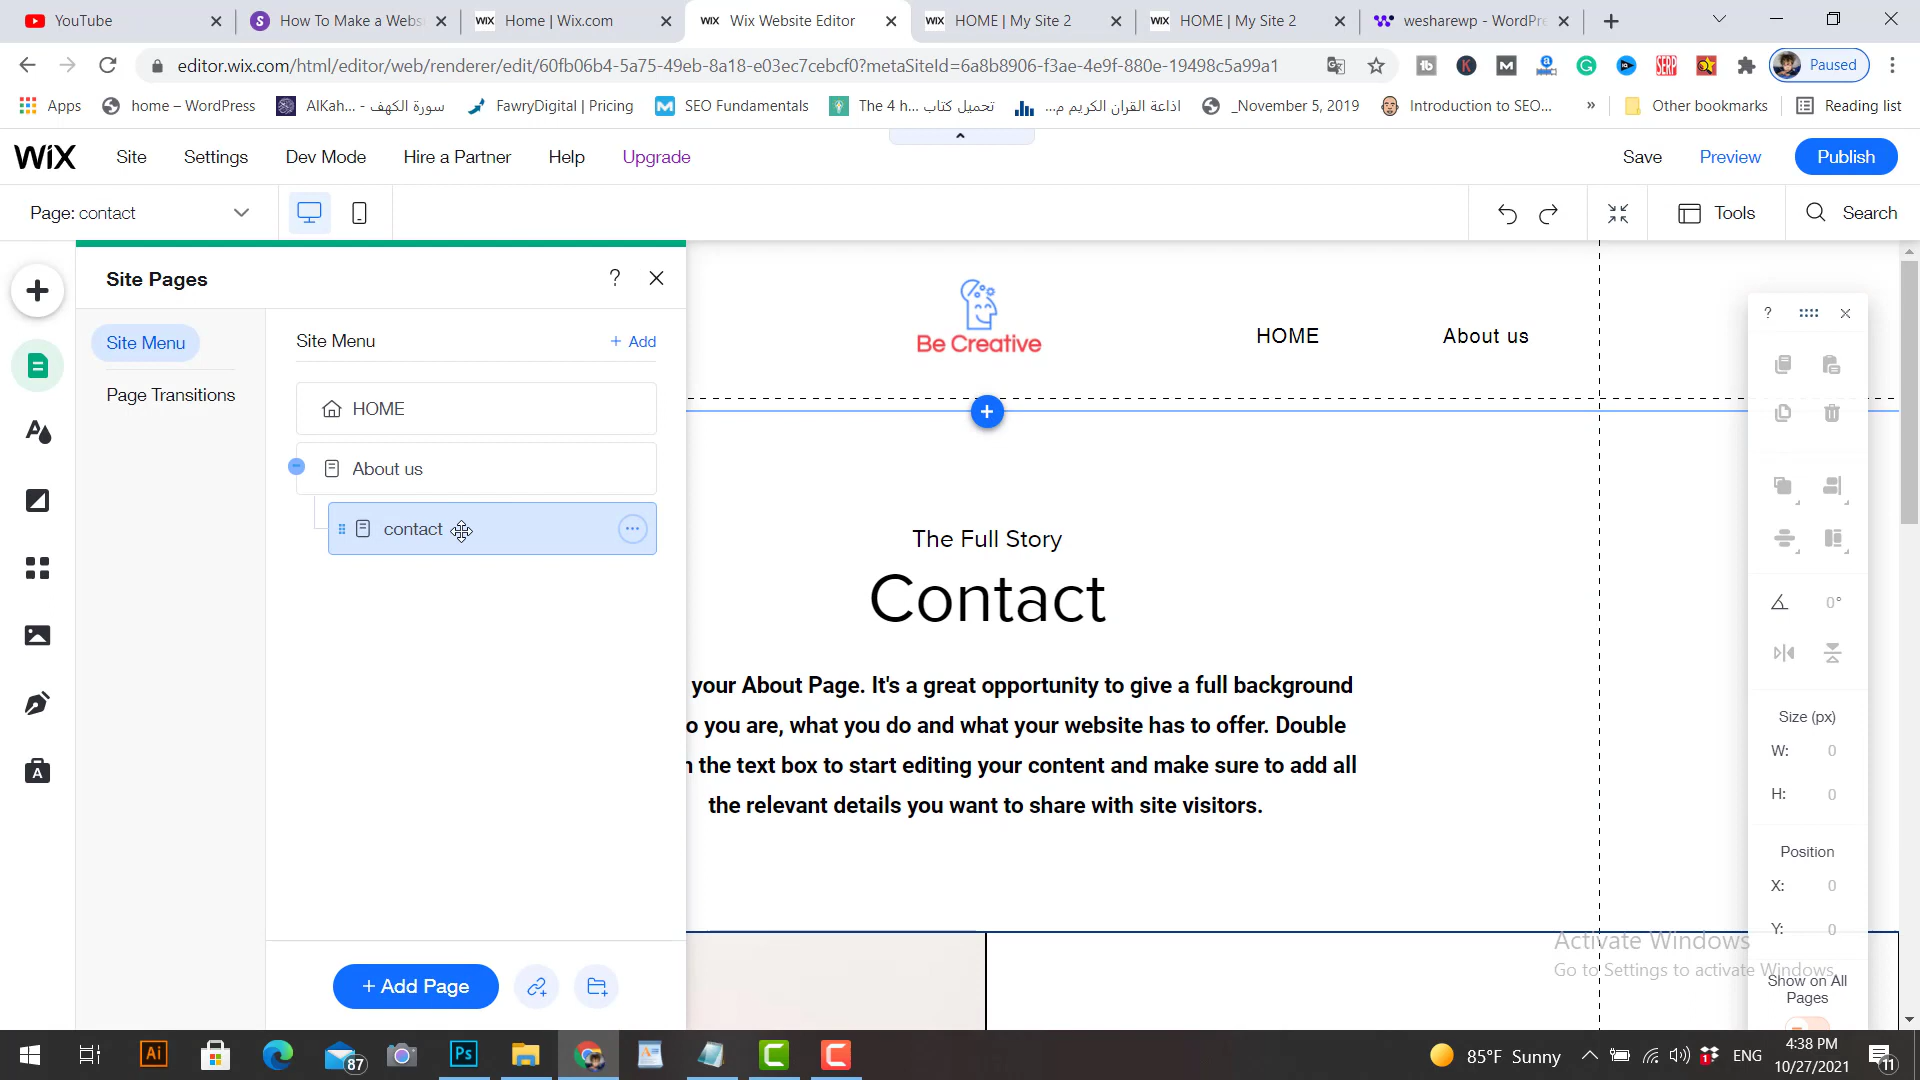 YouTube
How To Make a Webs
WiX Home | Wix.com
WiX Wix Website Editor
WiX HOME | My Site 2
WiX HOME | My Site 2
wesharewp - WordPre
editor.wix.com/html/editor/web/renderer/edit/60fb06b4-5a75-49eb-8a18-e03ec7cebcf0?metaSiteId=6a8b8906-f3ae-4e9f-880e-19498c5a99a1
Paused
Apps
home – WordPress
AlKah... - سورة الكهف
FawryDigital | Pricing
SEO Fundamentals
The 4 h... تحميل كتاب
اذاعة القران الكريم م...
_November 5, 2019
Introduction to SEO...
»
Other bookmarks
Reading list
WiX
Site
Settings
Dev Mode
Hire a Partner
Help
Upgrade
Save
Preview
Publish
Page: contact
Tools
Search
Site Pages
?
Site Menu
Page Transitions
Site Menu
+ Add
HOME
About us
contact
+ Add Page
Be Creative
HOME
About us
The Full Story
Contact
your About Page. It's a great opportunity to give a full background
o you are, what you do and what your website has to offer. Double
the text box to start editing your content and make sure to add all
the relevant details you want to share with site visitors.
?
0°
Size (px)
W: 0
H: 0
Position
X: 0
Y: 0
Show on All
Pages
Activate Windows
Go to Settings to activate Windows.
Ai
87
Ps
85°F Sunny
ENG
4:38 PM
10/27/2021
11